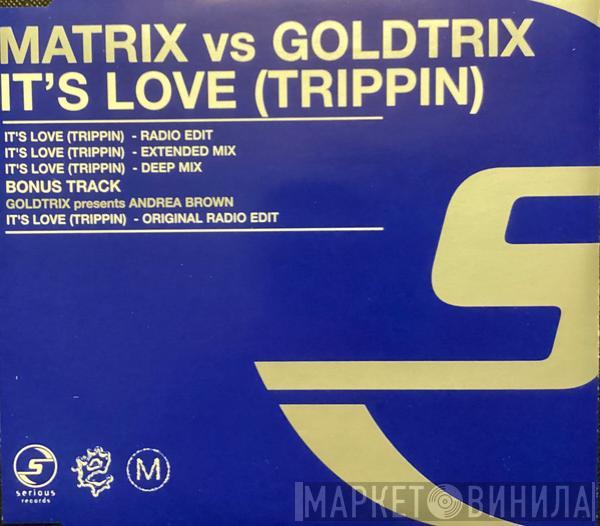 MATRIX vs GOLDTRIX
IT'S LOVE (TRIPPIN)
IT'S LOVE (TRIPPIN) - RADIO EDIT
IT'S LOVE (TRIPPIN) - EXTENDED MIX
IT'S LOVE (TRIPPIN) - DEEP MIX
BONUS TRACK
GOLDTRIX presents ANDREA BROWN
IT'S LOVE (TRIPPIN) - ORIGINAL RADIO EDIT
S
S
serious
records
M
МАРКЕТ ВИНИЛА